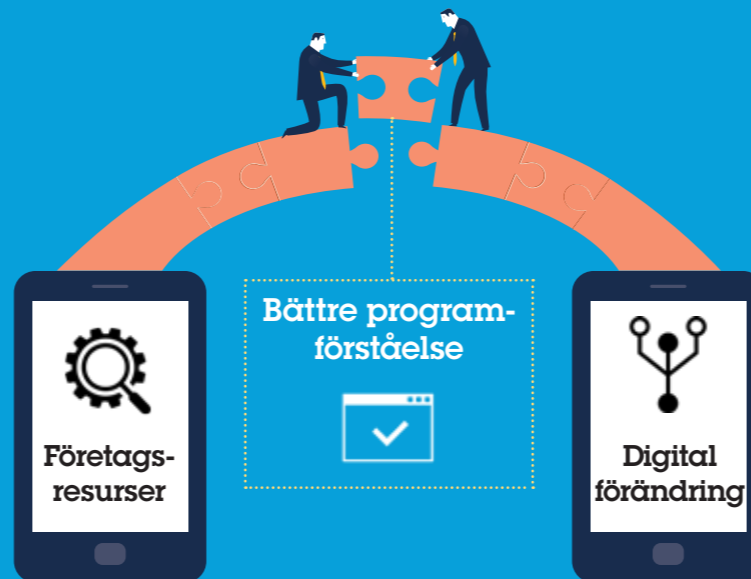 Bättre program-
förståelse
Företags-
resurser
Digital
förändring